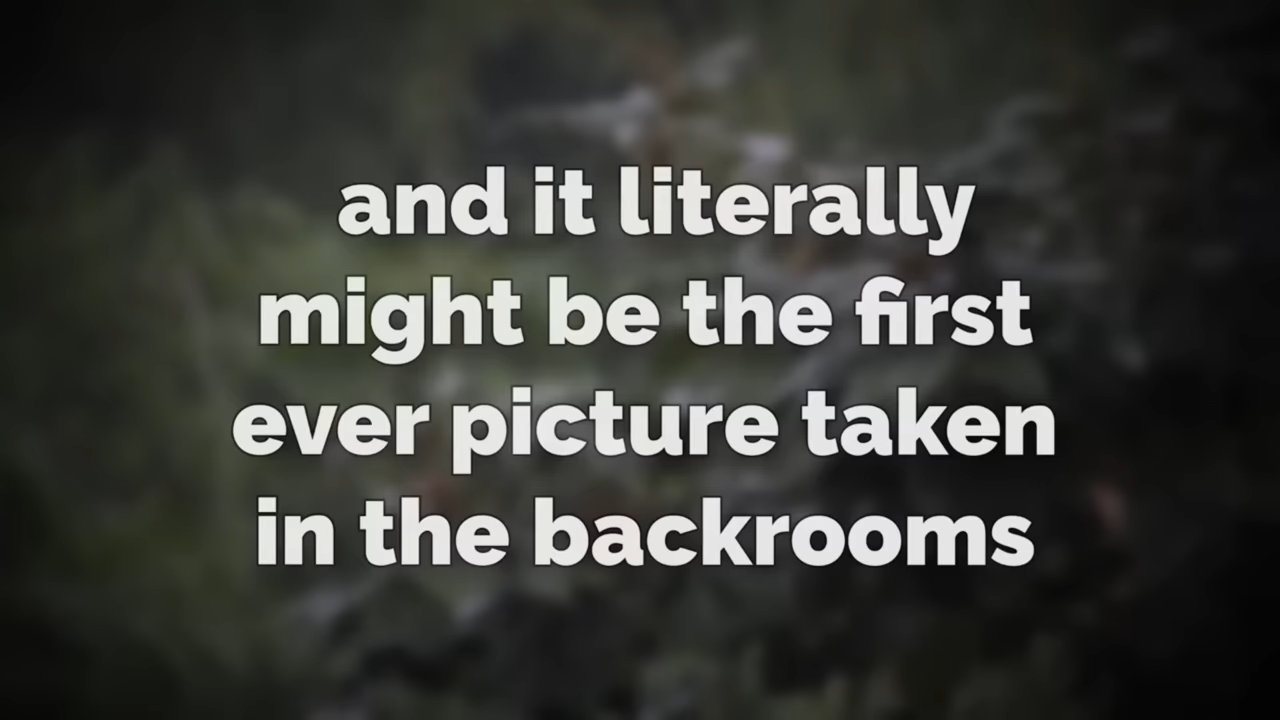 and it literally
might be the first
ever picture taken
in the backrooms